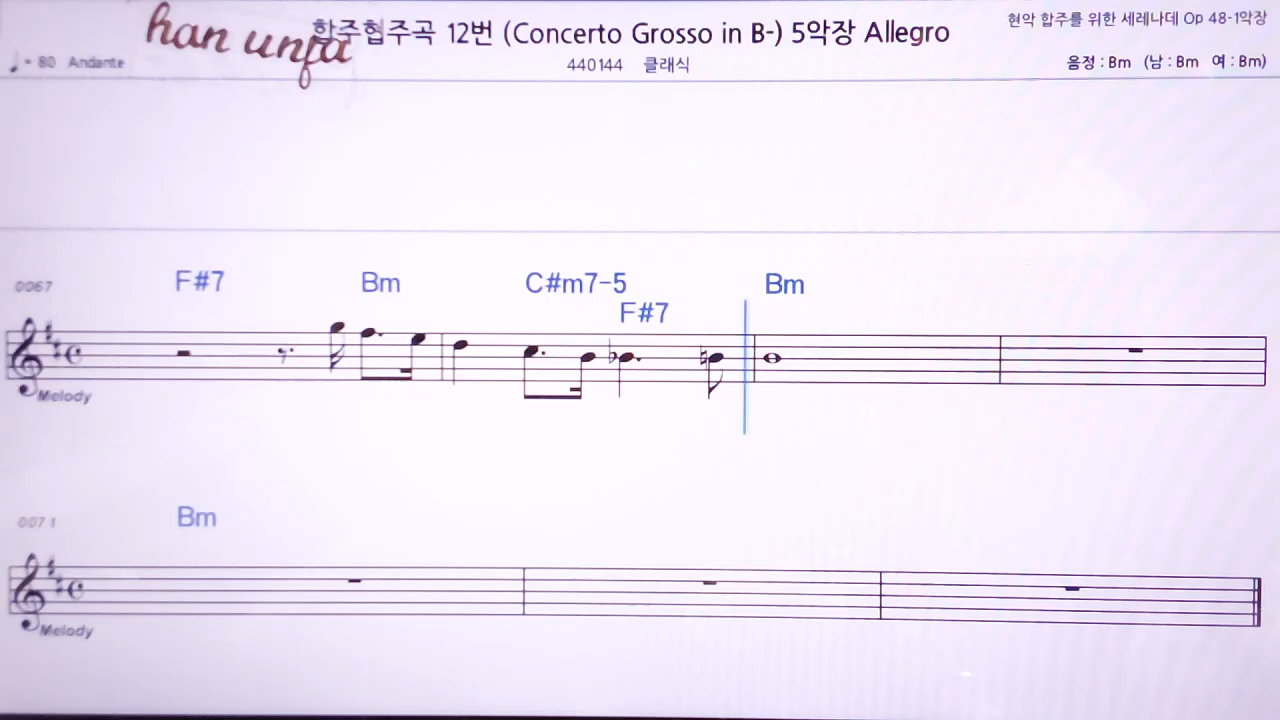 han unfa
합주협주곡 12번 (Concerto Grosso in B-) 5악장 Allegro
현악 합주를 위한 세레나데 Op 48-1악장
♩= 80 Andante
440144 클래식
음정 : Bm (남 : Bm 여 : Bm)
0067 F#7 Bm C#m7-5 F#7 Bm
Melody
0071 Bm
Melody